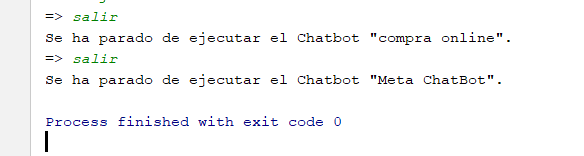 => salir
Se ha parado de ejecutar el Chatbot "compra online".
=> salir
Se ha parado de ejecutar el Chatbot "Meta ChatBot".
Process finished with exit code 0